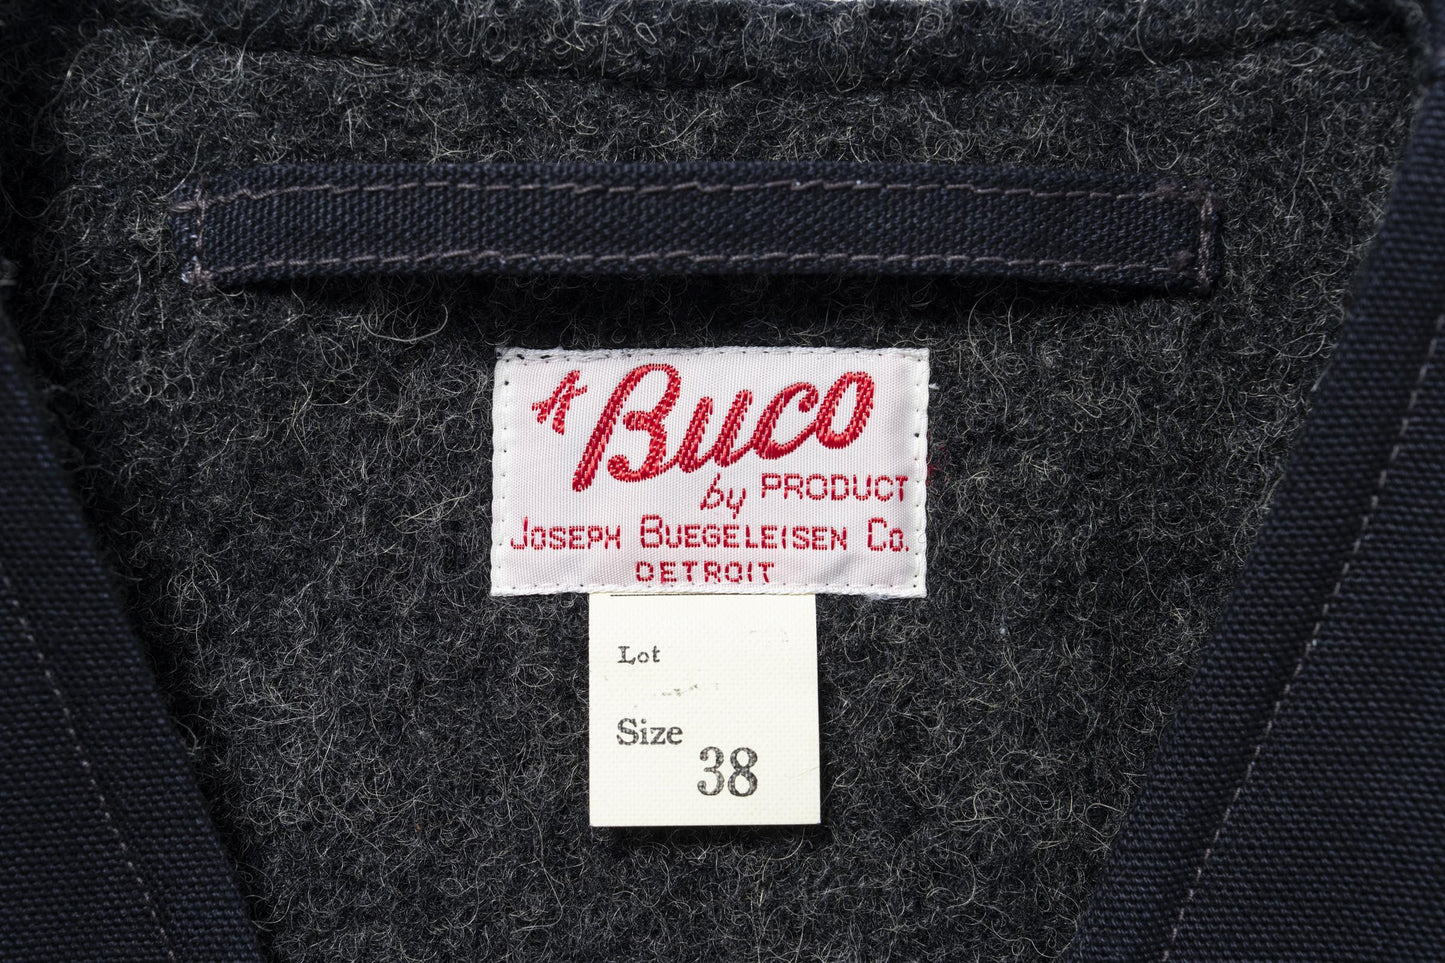 A Buco
by PRODUCT
JOSEPH BUEGELEISEN CO.
DETROIT
Lot
Size
38